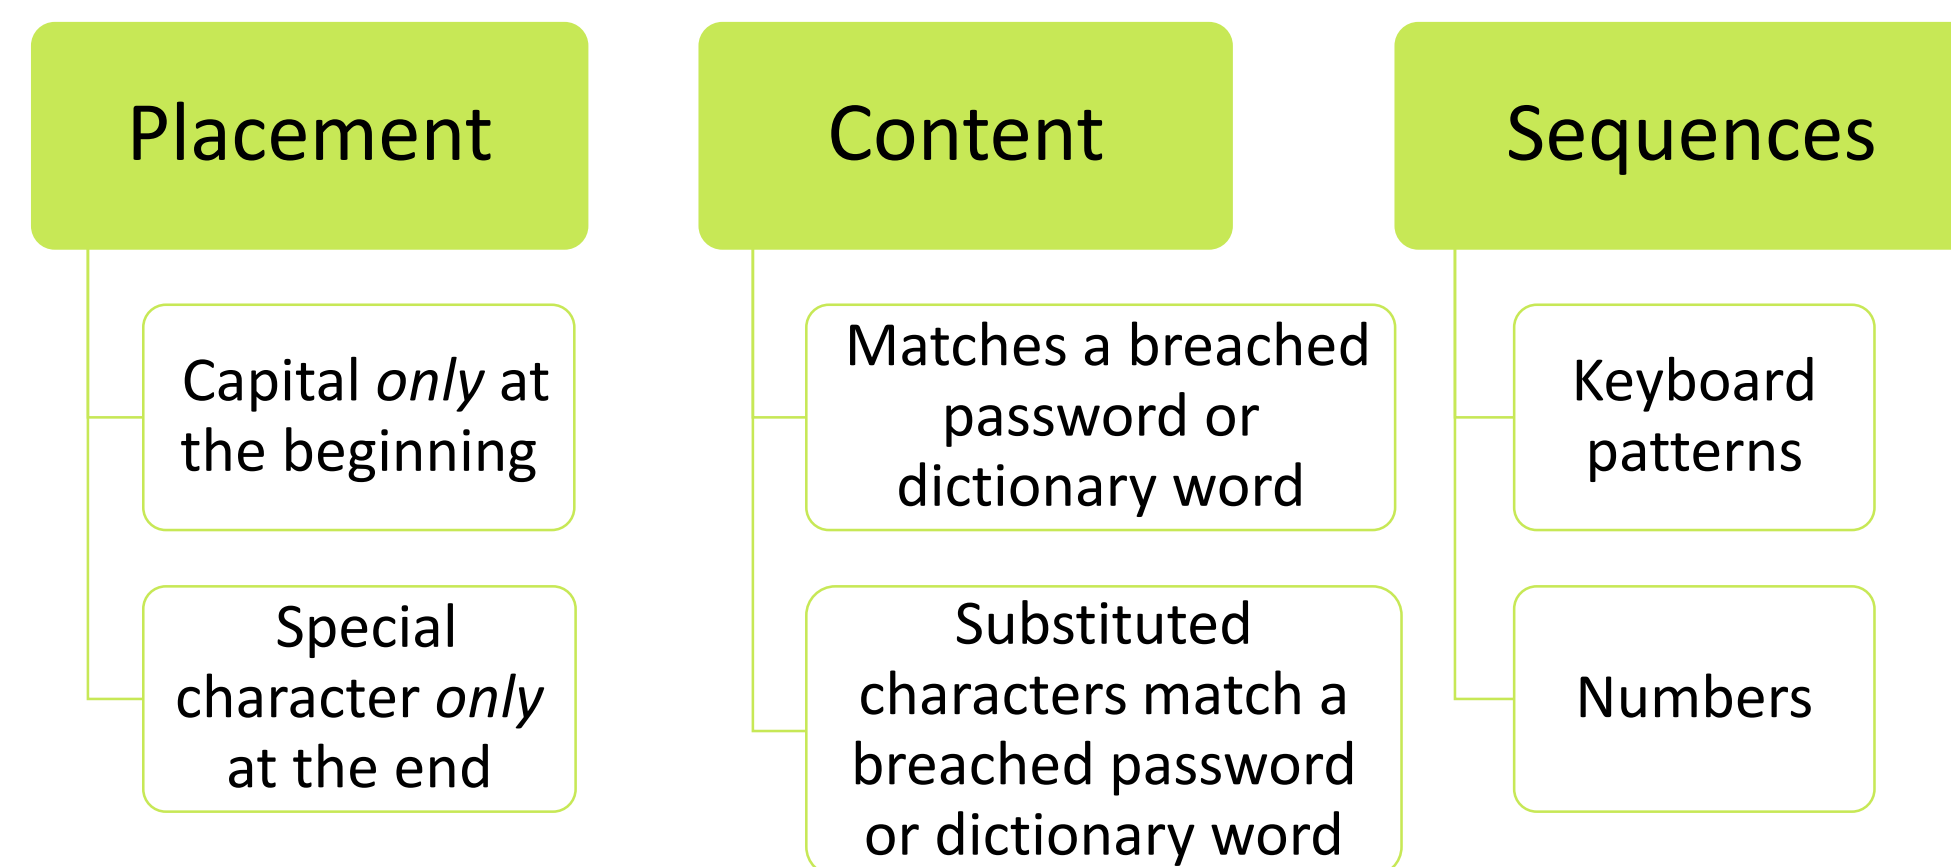 Placement
Capital only at
the beginning
Special
character only
at the end
Content
Matches a breached
password or
dictionary word
Substituted
characters match a
breached password
or dictionary word
Sequences
Keyboard
patterns
Numbers